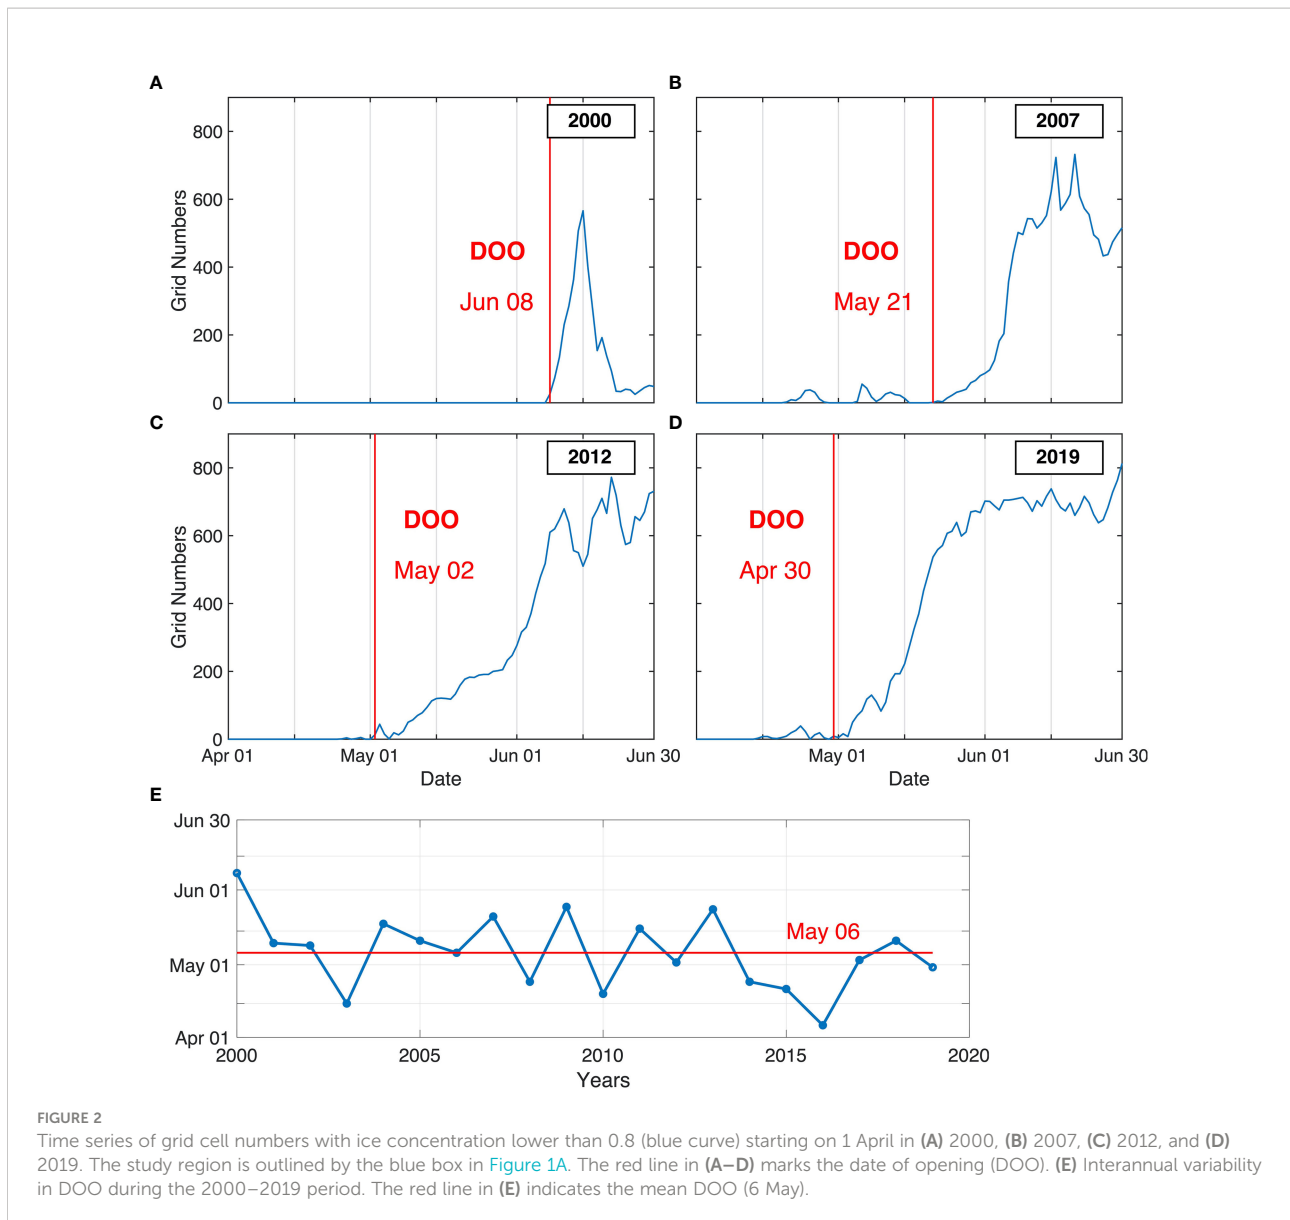 A
B
2000
2007
800
600
400
200
0
Grid Numbers
DOO
Jun 08
DOO
May 21
C
D
2012
2019
800
600
400
200
0
Grid Numbers
DOO
May 02
DOO
Apr 30
Apr 01 May 01 Jun 01 Jun 30
May 01 Jun 01 Jun 30
Date
Date
E
Jun 30
Jun 01
May 01
Apr 01
May 06
2000 2005 2010 2015 2020
Years
FIGURE 2
Time series of grid cell numbers with ice concentration lower than 0.8 (blue curve) starting on 1 April in (A) 2000, (B) 2007, (C) 2012, and (D)
2019. The study region is outlined by the blue box in Figure 1A. The red line in (A–D) marks the date of opening (DOO). (E) Interannual variability
in DOO during the 2000–2019 period. The red line in (E) indicates the mean DOO (6 May).